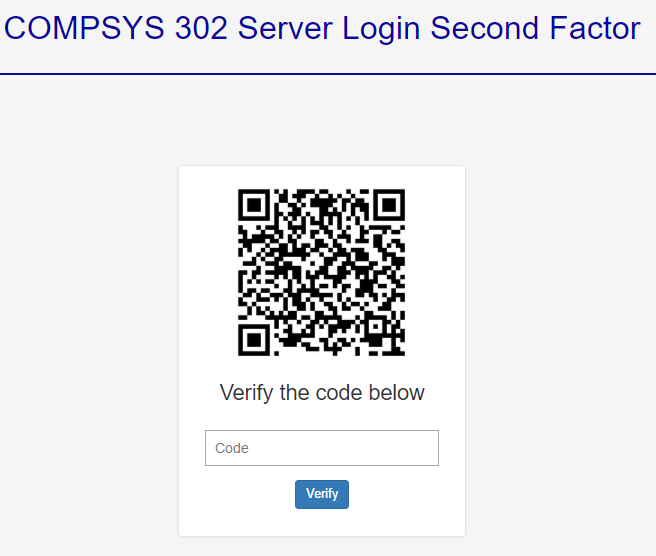 COMPSYS 302 Server Login Second Factor
Verify the code below
Code
Verify